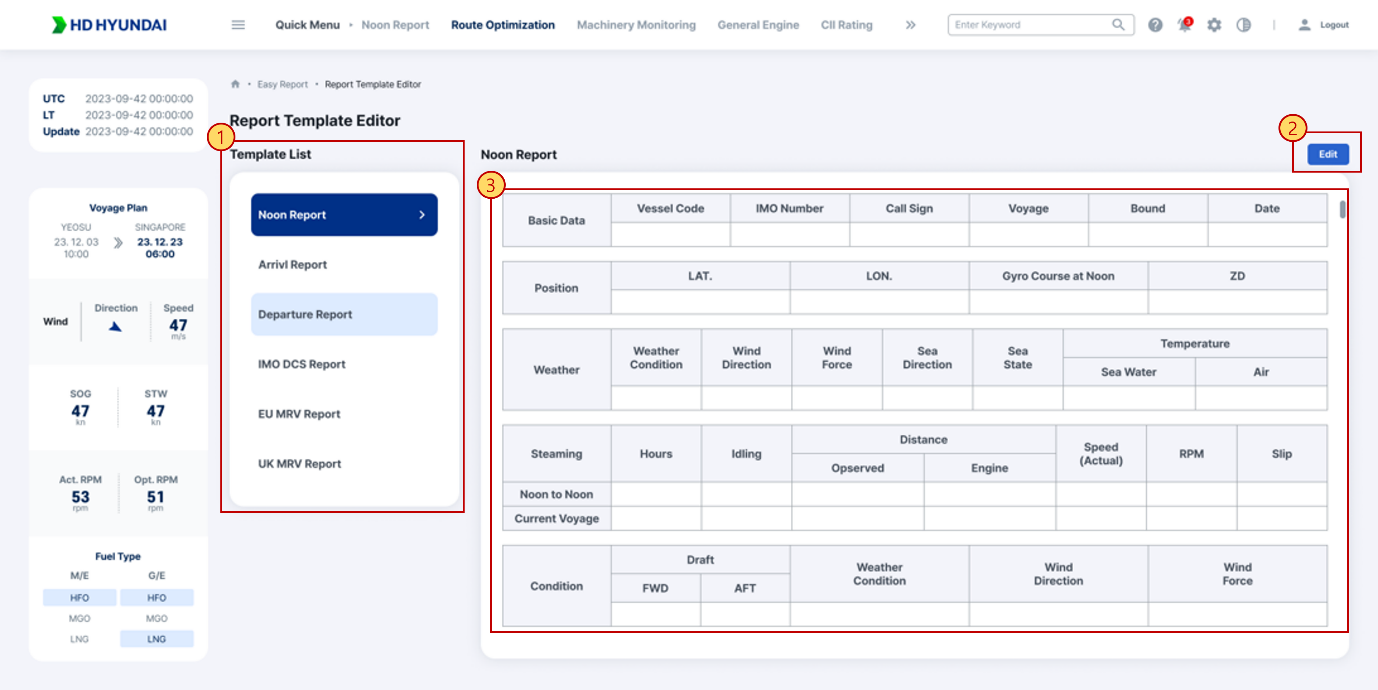 HD HYUNDAI
Quick Menu
Noon Report
Route Optimization
Machinery Monitoring
General Engine
CII Rating
Enter Keyword
3
Logout
UTC 2023-09-42 00:00:00
LT 2023-09-42 00:00:00
Update 2023-09-42 00:00:00
Voyage Plan
YEOSU
23. 12. 03
10:00
SINGAPORE
23. 12. 23
06:00
Wind
Direction
Speed
47
m/s
SOG
47
kn
STW
47
kn
Act. RPM
53
rpm
Opt. RPM
51
rpm
Fuel Type
M/E G/E
HFO HFO
MGO MGO
LNG LNG
Easy Report • Report Template Editor
Report Template Editor
1
Template List
Noon Report
Arrivl Report
Departure Report
IMO DCS Report
EU MRV Report
UK MRV Report
Noon Report
2
Edit
3
Basic Data
Vessel Code
IMO Number
Call Sign
Voyage
Bound
Date
Position
LAT.
LON.
Gyro Course at Noon
ZD
Weather
Weather
Condition
Wind
Direction
Wind
Force
Sea
Direction
Sea
State
Temperature
Sea Water
Air
Steaming
Hours
Idling
Distance
Opserved
Engine
Speed
(Actual)
RPM
Slip
Noon to Noon
Current Voyage
Condition
Draft
FWD
AFT
Weather
Condition
Wind
Direction
Wind
Force